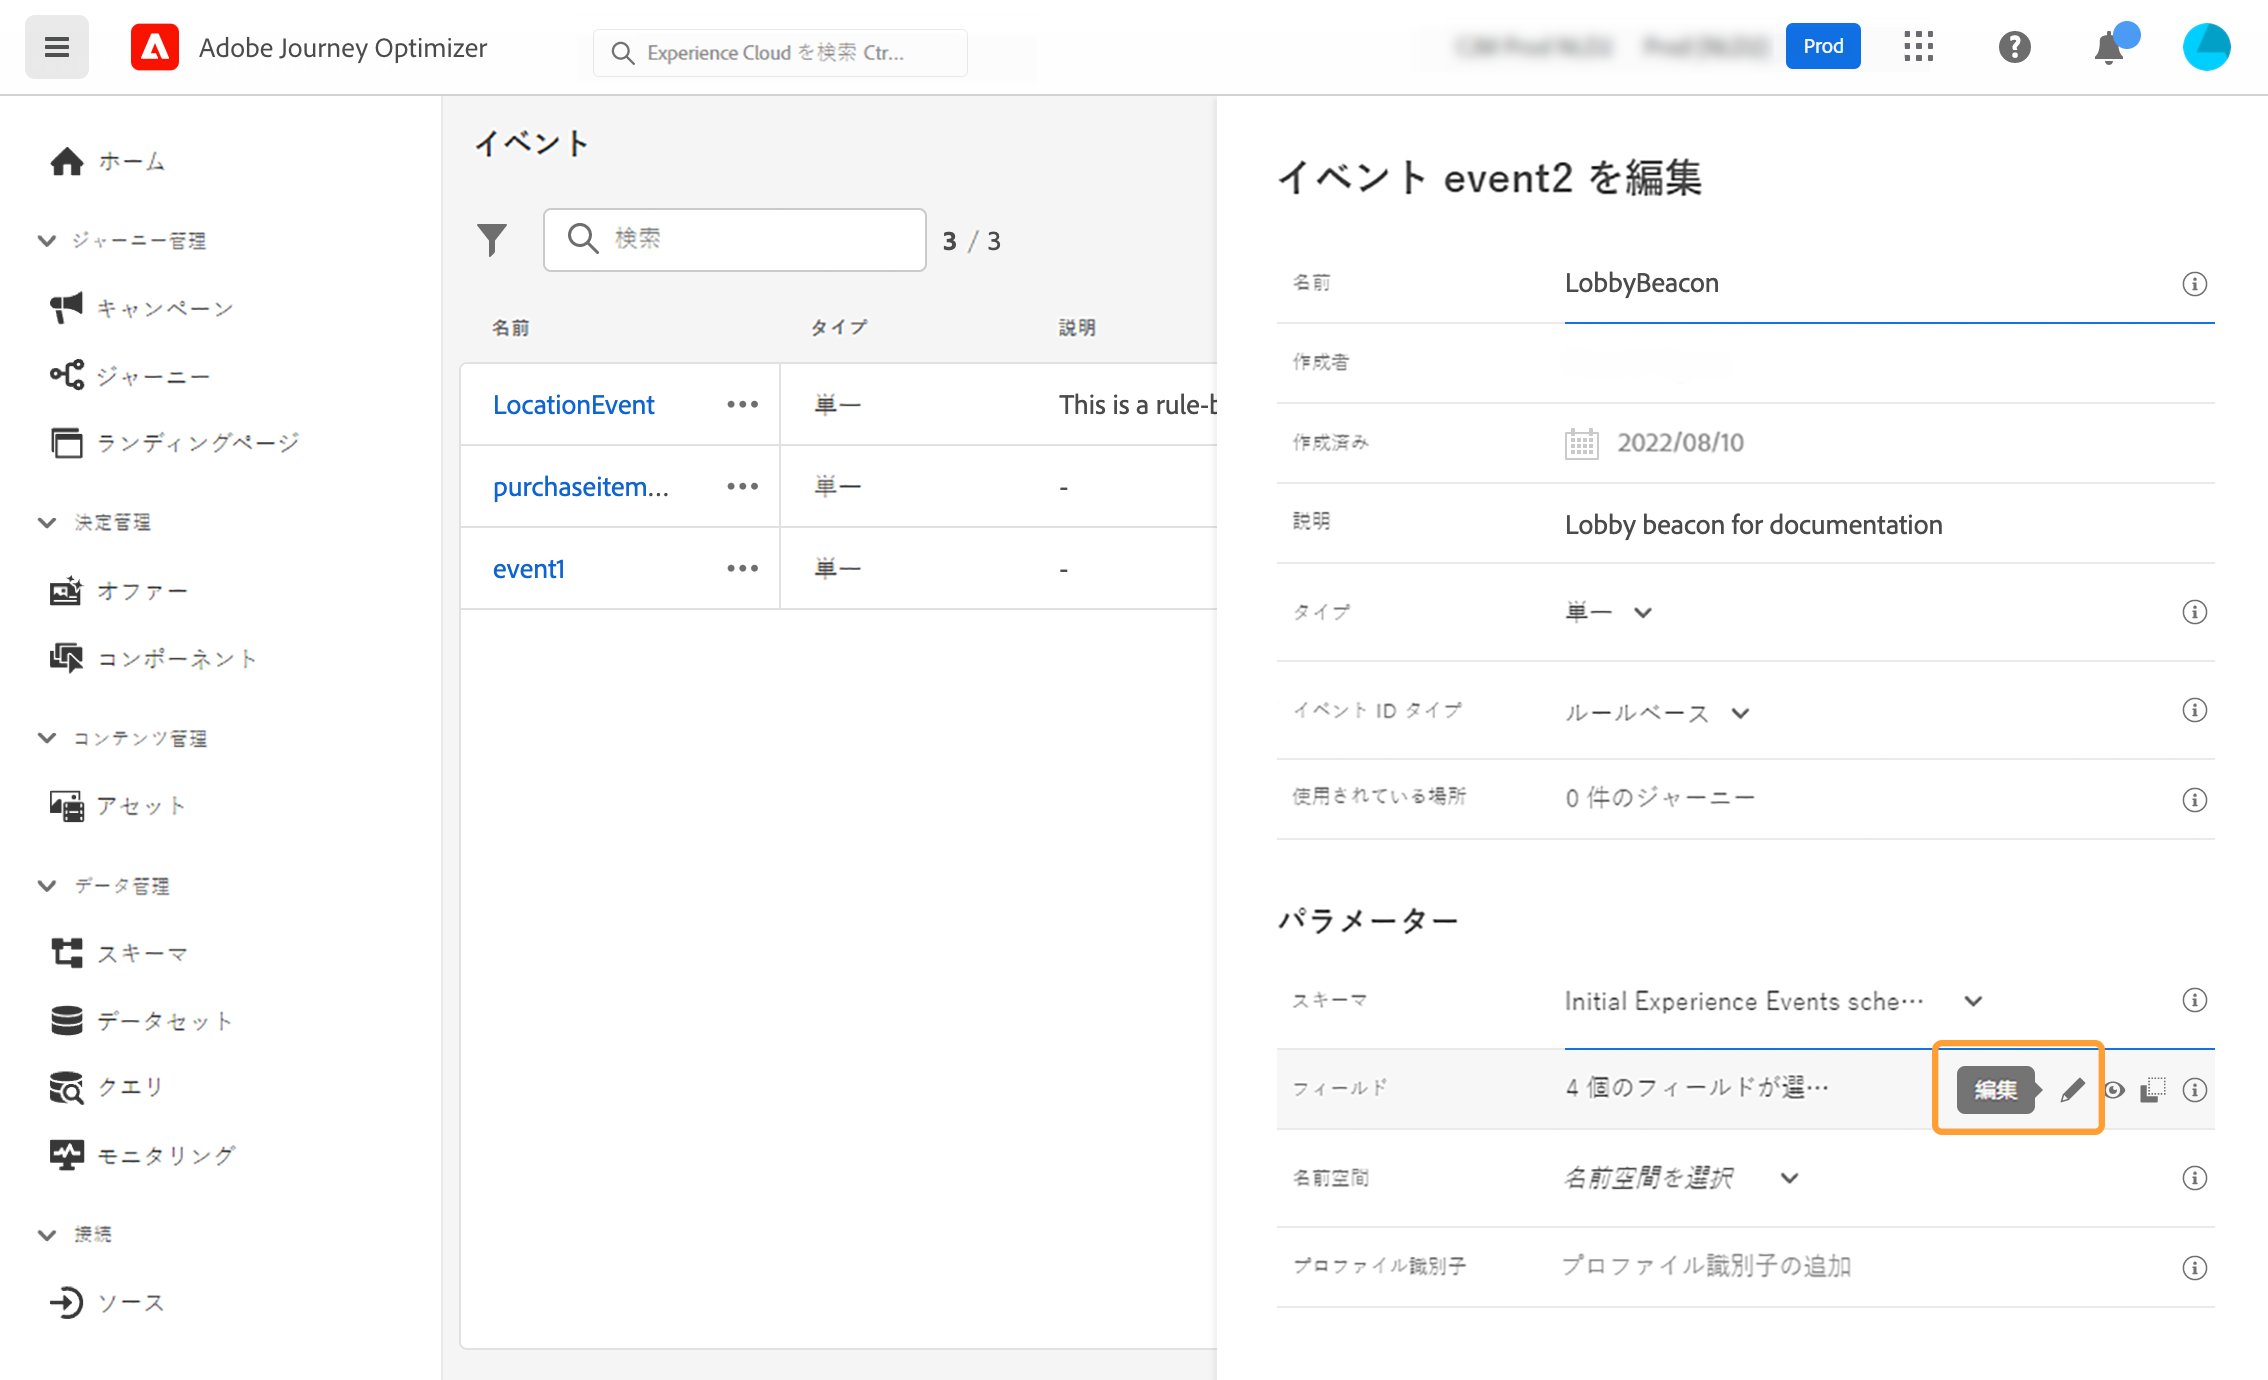 Adobe Journey Optimizer
Experience Cloud を検索 Ctr...
Prod
ホーム
ジャーニー管理
キャンペーン
ジャーニー
ランディングページ
決定管理
オファー
コンポーネント
コンテンツ管理
アセット
データ管理
スキーマ
データセット
クエリ
モニタリング
接続
ソース
イベント
検索
3 / 3
名前 タイプ 説明
LocationEvent 単一 This is a rule-b
purchaseitem... 単一 -
event1 単一 -
イベント event2 を編集
名前 LobbyBeacon
作成者
作成済み 2022/08/10
説明 Lobby beacon for documentation
タイプ 単一
イベント ID タイプ ルールベース
使用されている場所 0 件のジャーニー
パラメーター
スキーマ Initial Experience Events sche…
フィールド 4 個のフィールドが選… 編集
名前空間 名前空間を選択
プロファイル識別子 プロファイル識別子の追加